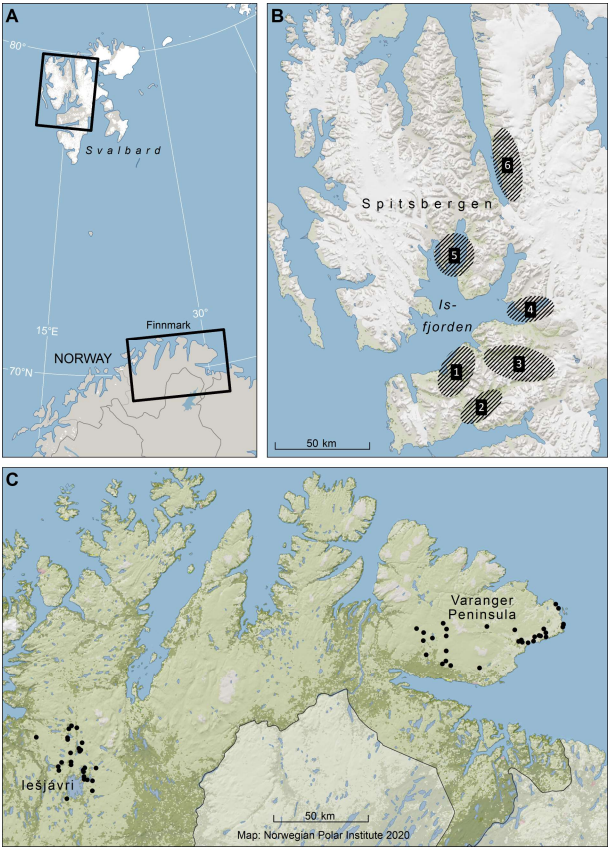 A
80°
Svalbard
15°E
30°
Finnmark
NORWAY
70°N
B
6
Spitsbergen
5
Is-
fjorden
4
3
1
2
50 km
C
Varanger
Peninsula
Iešjávri
50 km
Map: Norwegian Polar Institute 2020